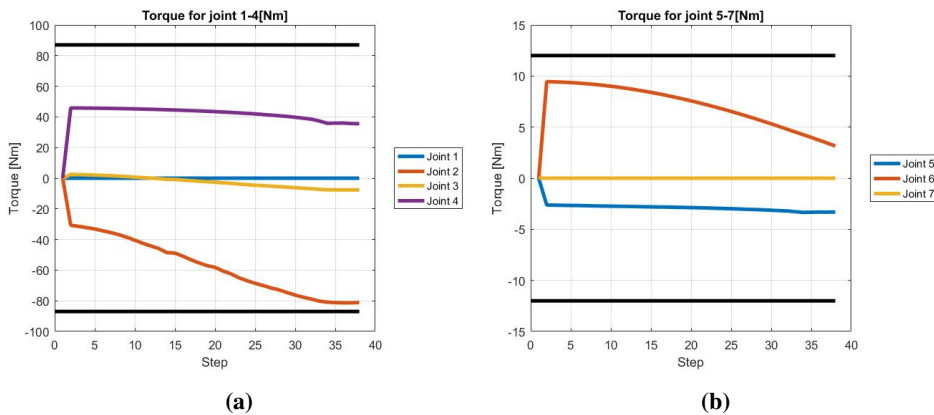 Torque for joint 1-4[Nm]
100
80
60
40
20
0
-20
-40
-60
-80
-100
Torque [Nm]
0 5 10 15 20 25 30 35 40
Step
Joint 1
Joint 2
Joint 3
Joint 4
(a)
Torque for joint 5-7[Nm]
15
10
5
0
-5
-10
-15
Torque [Nm]
0 5 10 15 20 25 30 35 40
Step
Joint 5
Joint 6
Joint 7
(b)